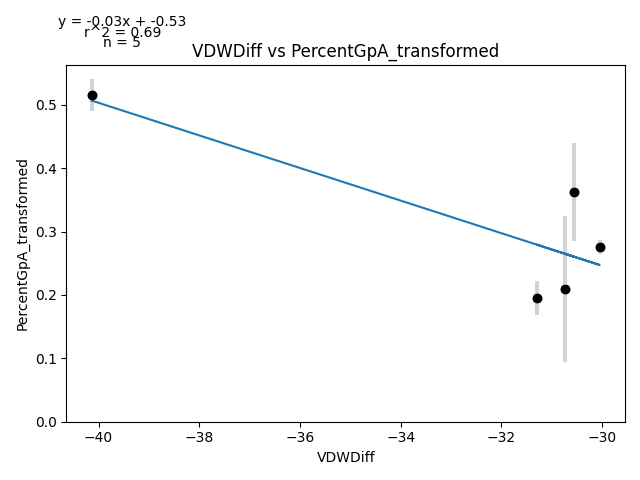 y = -0.03x + -0.53
r^2 = 0.69
n = 5
VDWDiff vs PercentGpA_transformed
PercentGpA_transformed
0.5
0.4
0.3
0.2
0.1
0.0
−40 −38 −36 −34 −32 −30
VDWDiff